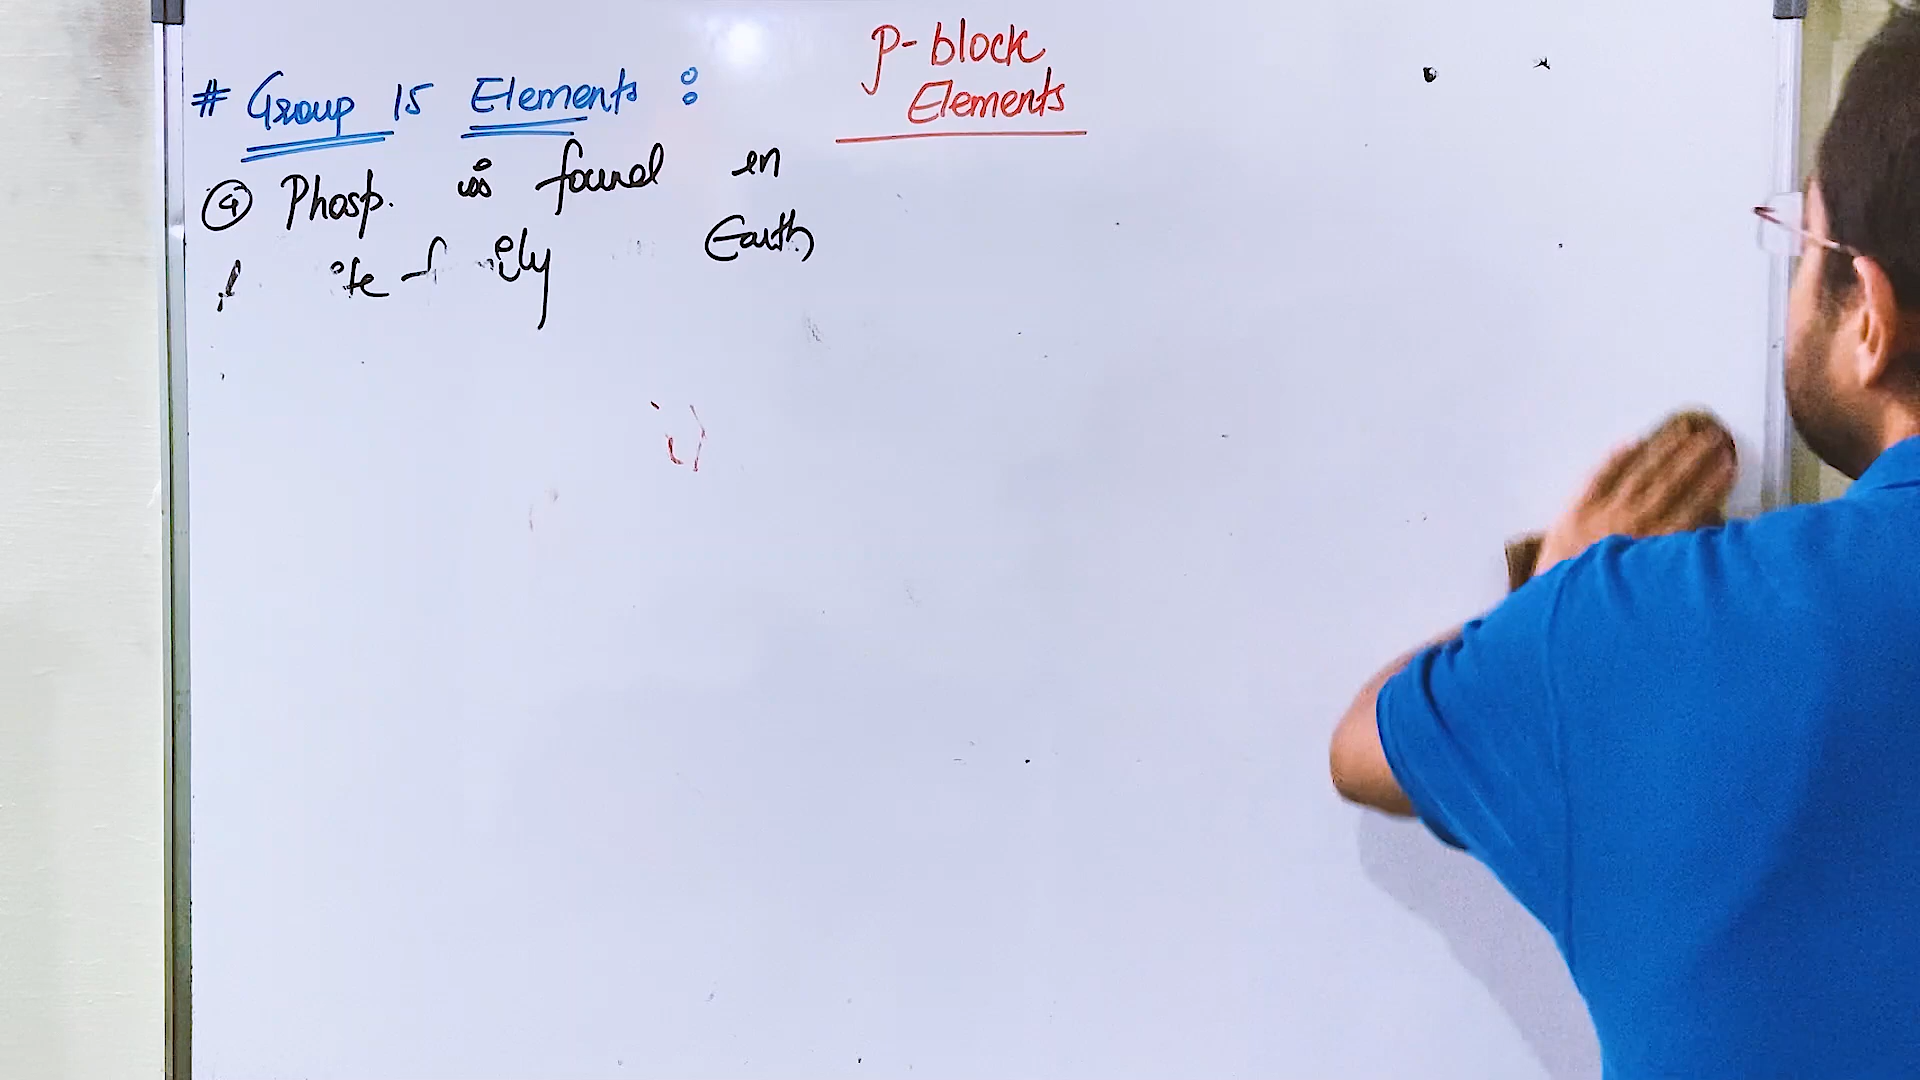 p-block
Elements
# Group 15 Elements :
④ Phosp. is found in
Earth